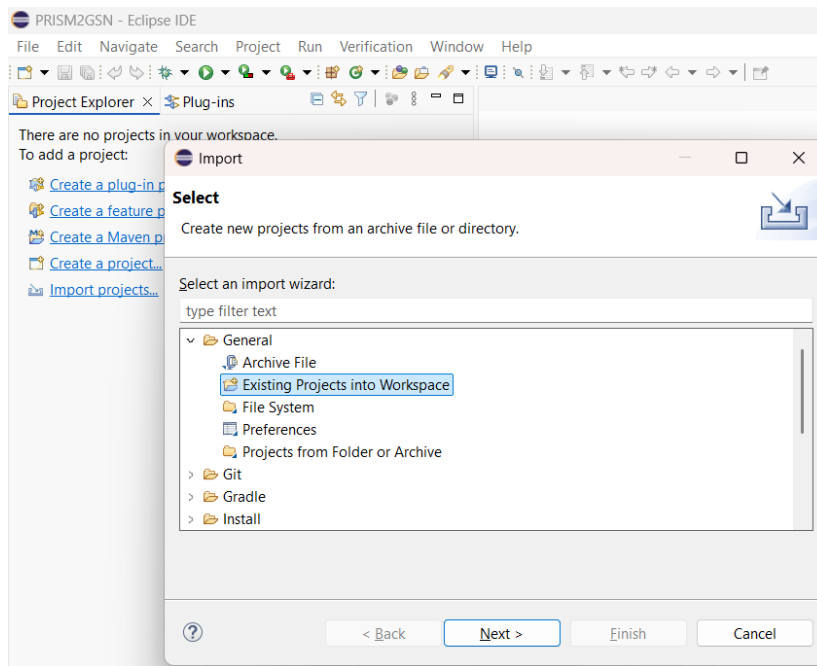 PRISM2GSN - Eclipse IDE
File Edit Navigate Search Project Run Verification Window Help
Project Explorer Plug-ins
There are no projects in your workspace.
To add a project:
Create a plug-in p
Create a feature p
Create a Maven pr
Create a project...
Import projects...
Import
Select
Create new projects from an archive file or directory.
Select an import wizard:
type filter text
General
Archive File
Existing Projects into Workspace
File System
Preferences
Projects from Folder or Archive
Git
Gradle
Install
? < Back Next > Finish Cancel